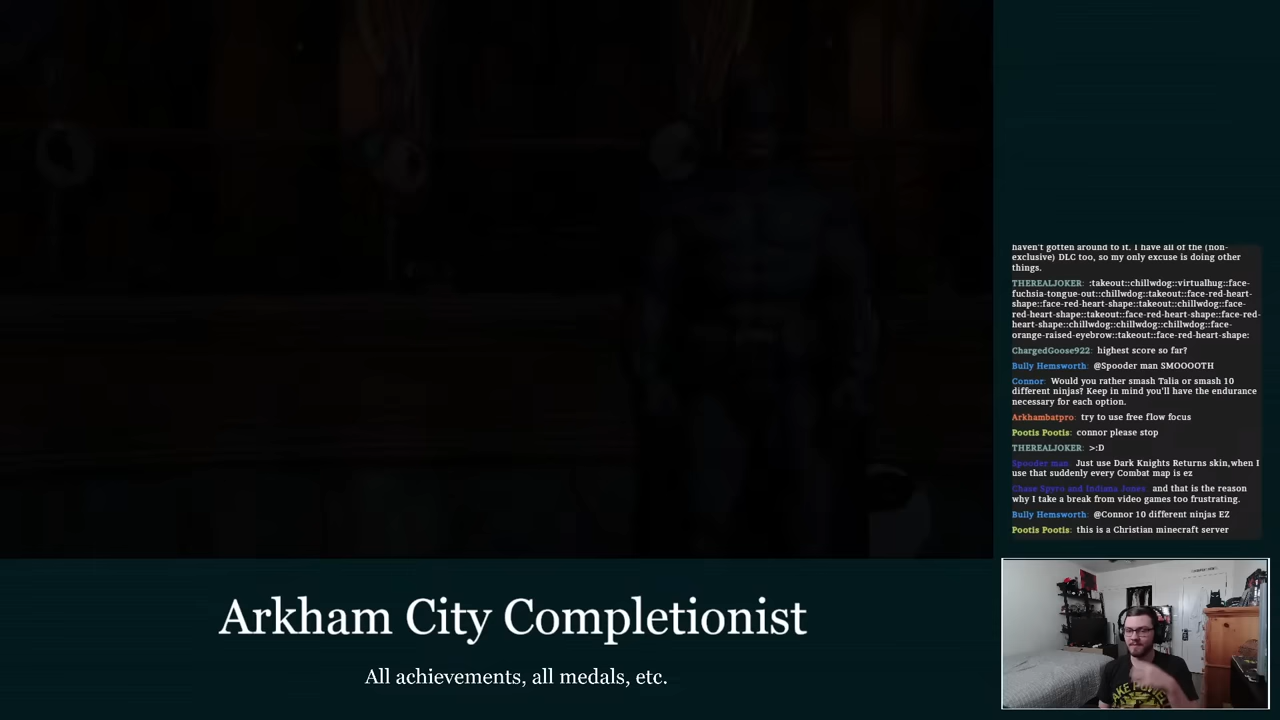 haven't gotten around to it. I have all of the (non-
exclusive) DLC too, so my only excuse is doing other
things.
THEREALJOKER: :takeout::chillwdog::virtualhug::face-
fuchsia-tongue-out::chillwdog::takeout::face-red-heart-
shape::face-red-heart-shape::takeout::chillwdog::face-
red-heart-shape::takeout::face-red-heart-shape::face-red-
heart-shape::chillwdog::chillwdog::chillwdog::face-
orange-raised-eyebrow::takeout::face-red-heart-shape:
ChargedGoose922: highest score so far?
Bully Hemsworth: @Spooder man SMOOOOTH
Connor: Would you rather smash Talia or smash 10
different ninjas? Keep in mind you'll have the endurance
necessary for each option.
Arkhambatpro: try to use free flow focus
Pootis Pootis: connor please stop
THEREALJOKER: >:D
Spooder man: Just use Dark Knights Returns skin,when I
use that suddenly every Combat map is ez
Chase Spyro and Indiana Jones: and that is the reason
why I take a break from video games too frustrating.
Bully Hemsworth: @Connor 10 different ninjas EZ
Pootis Pootis: this is a Christian minecraft server
Arkham City Completionist
All achievements, all medals, etc.